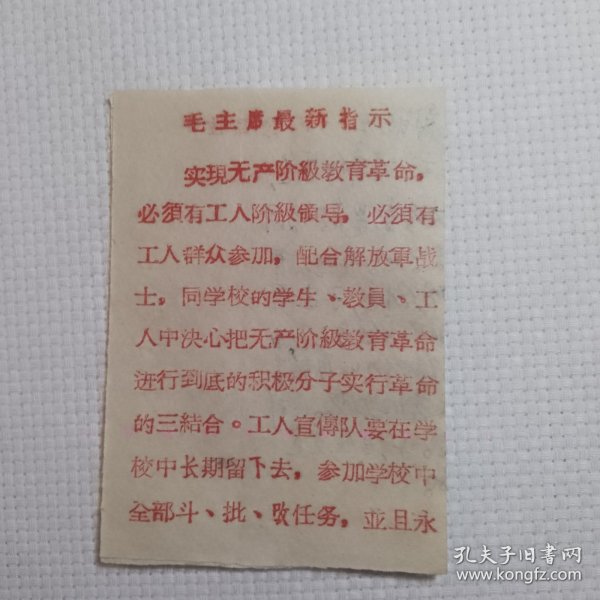 毛主席最新指示
实現无产阶級教育革命，
必須有工人阶級領导，必須有
工人群众参加，配合解放軍战
士，同学校的学生、教員、工
人中决心把无产阶級教育革命
进行到底的积极分子实行革命
的三結合。工人宣傳队要在学
校中长期留下去，参加学校中
全部斗、批、改任务，並且永
孔夫子旧書网
www.kongfz.com